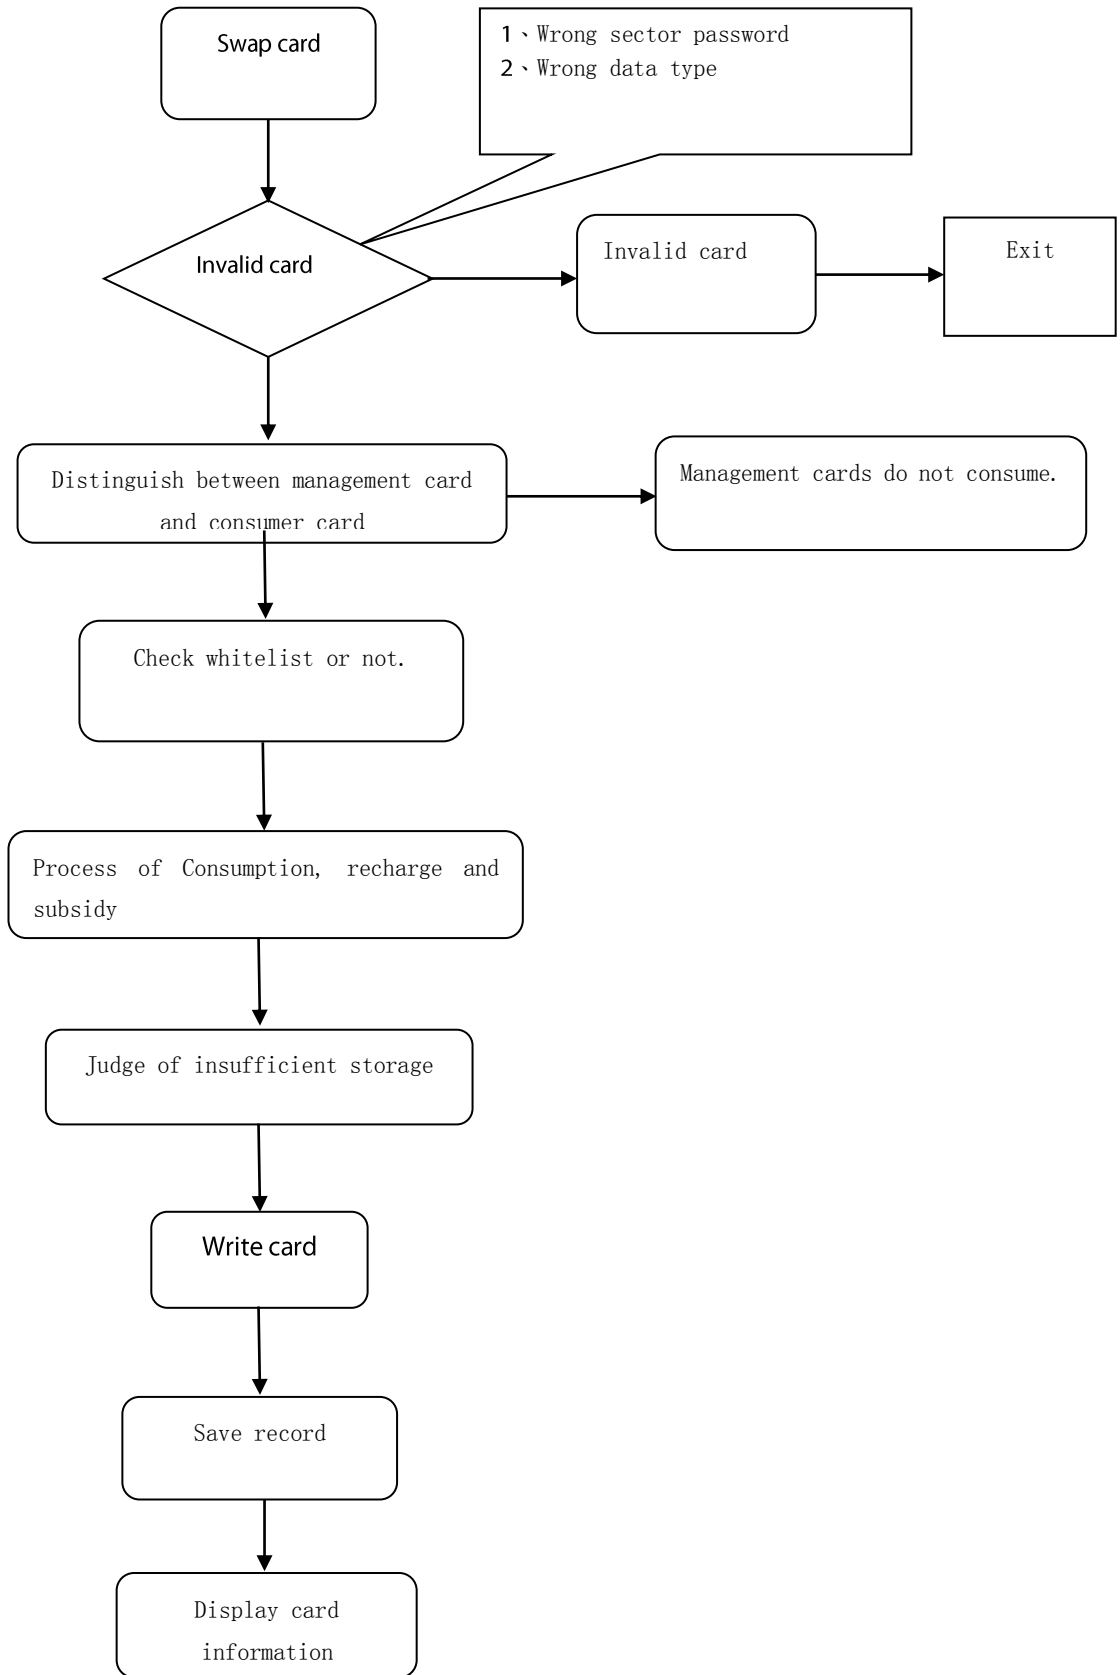 Swap card
1、Wrong sector password
2、Wrong data type
Invalid card
Invalid card
Exit
Distinguish between management card
and consumer card
Management cards do not consume.
Check whitelist or not.
Process of Consumption, recharge and
subsidy
Judge of insufficient storage
Write card
Save record
Display card
information